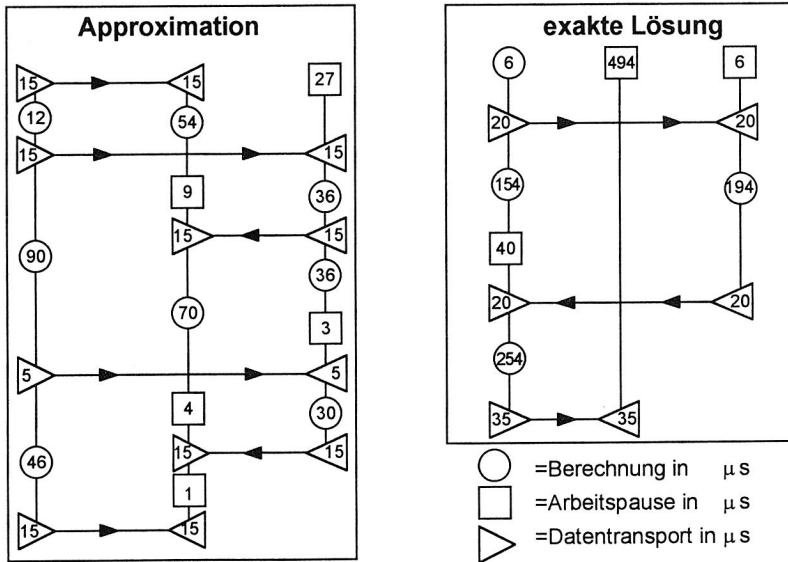 Approximation
15 15 27
12 54
15 15
9 36
15 15
90 36
70 3
5 5
4 30
15 15
46 1
15 15
exakte Lösung
6 494 6
20 20
154 194
40
20 20
254
35 35
=Berechnung in μs
=Arbeitspause in μs
=Datentransport in μs